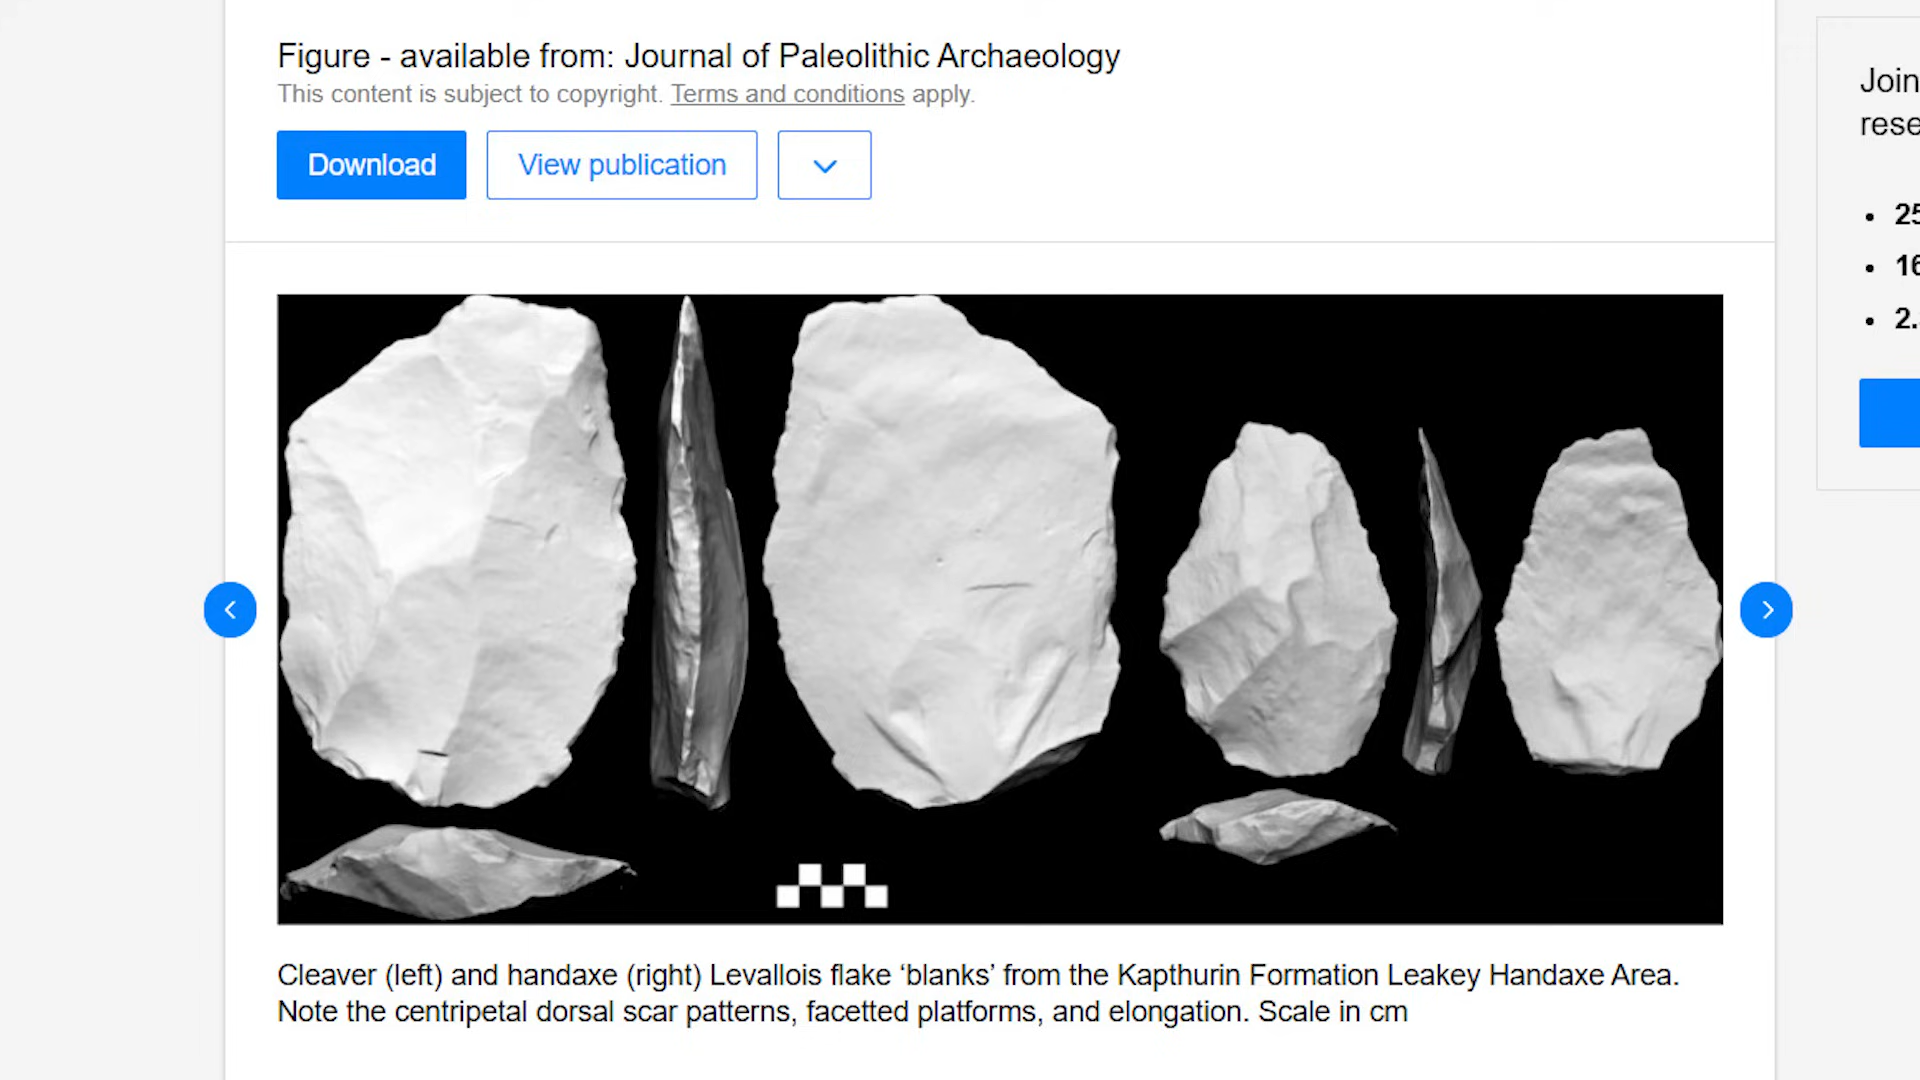 Figure - available from: Journal of Paleolithic Archaeology
This content is subject to copyright. Terms and conditions apply.
Download
View publication
Join
Cleaver (left) and handaxe (right) Levallois flake ‘blanks’ from the Kapthurin Formation Leakey Handaxe Area.
Note the centripetal dorsal scar patterns, facetted platforms, and elongation. Scale in cm